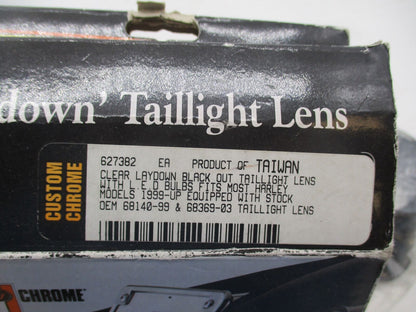 down' Taillight Lens
CUSTOM
CHROME
627382 EA PRODUCT OF TAIWAN
CLEAR LAYDOWN BLACK OUT TAILLIGHT LENS
WITH L.E.D BULBS FITS MOST HARLEY
MODELS 1999-UP EQUIPPED WITH STOCK
OEM 68140-99 & 68369-03 TAILLIGHT LENS
CHROME